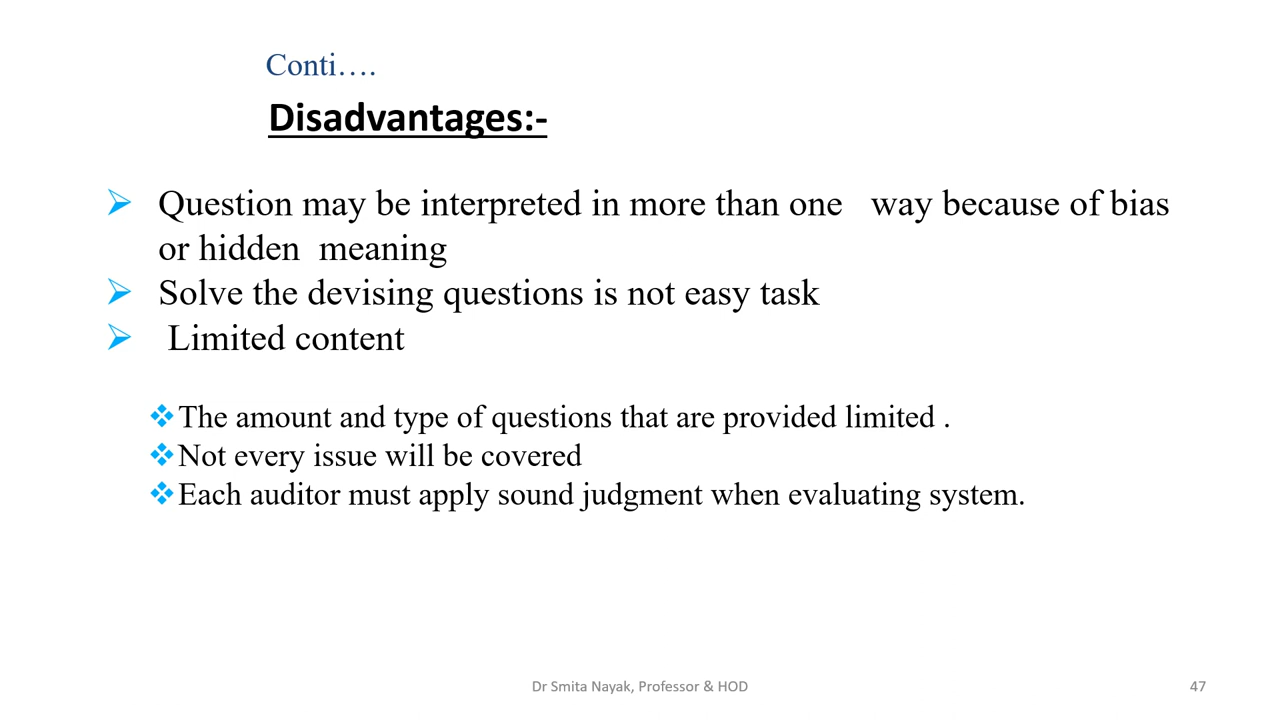 Conti….
Disadvantages:-
Question may be interpreted in more than one way because of bias
or hidden meaning
Solve the devising questions is not easy task
Limited content
The amount and type of questions that are provided limited .
Not every issue will be covered
Each auditor must apply sound judgment when evaluating system.
Dr Smita Nayak, Professor & HOD
47